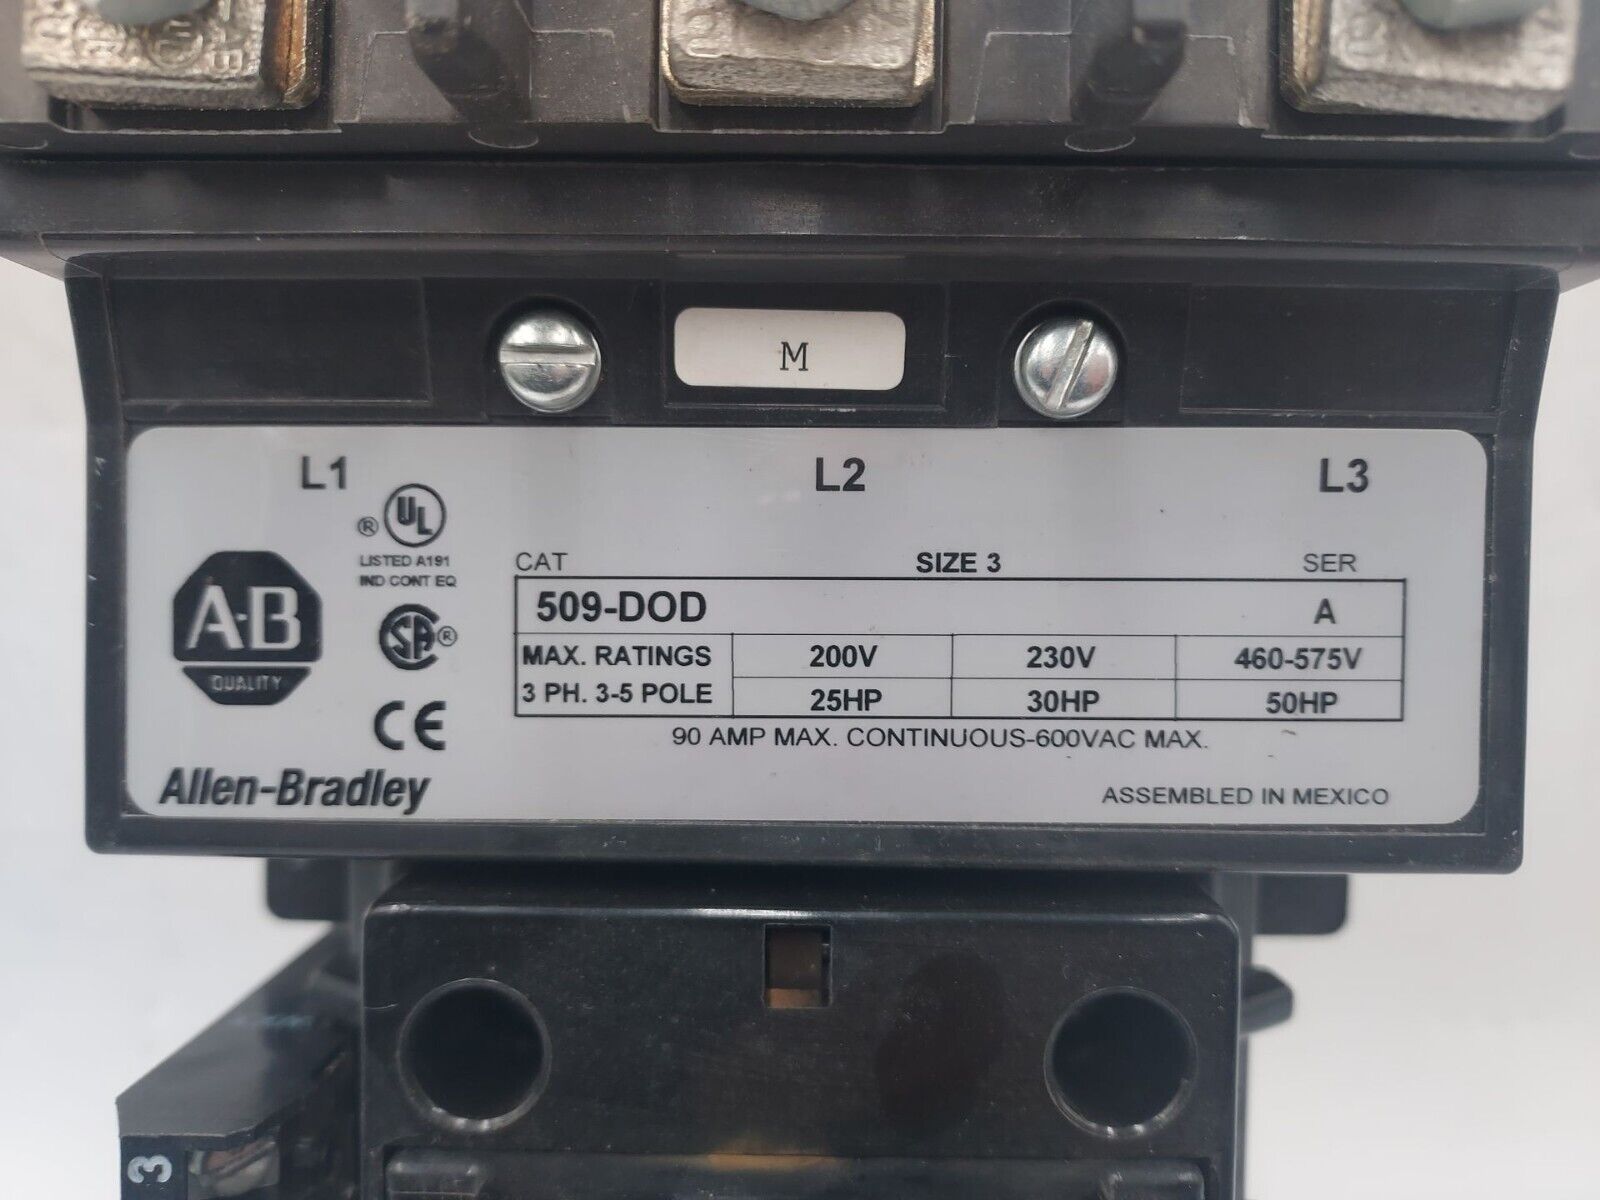 M
L1 L2 L3
® UL
LISTED A191
IND CONT EQ
CAT SIZE 3 SER
509-DOD A
A-B
QUALITY
SA ®
MAX. RATINGS 200V 230V 460-575V
3 PH. 3-5 POLE 25HP 30HP 50HP
CE
90 AMP MAX. CONTINUOUS-600VAC MAX.
Allen-Bradley
ASSEMBLED IN MEXICO
3